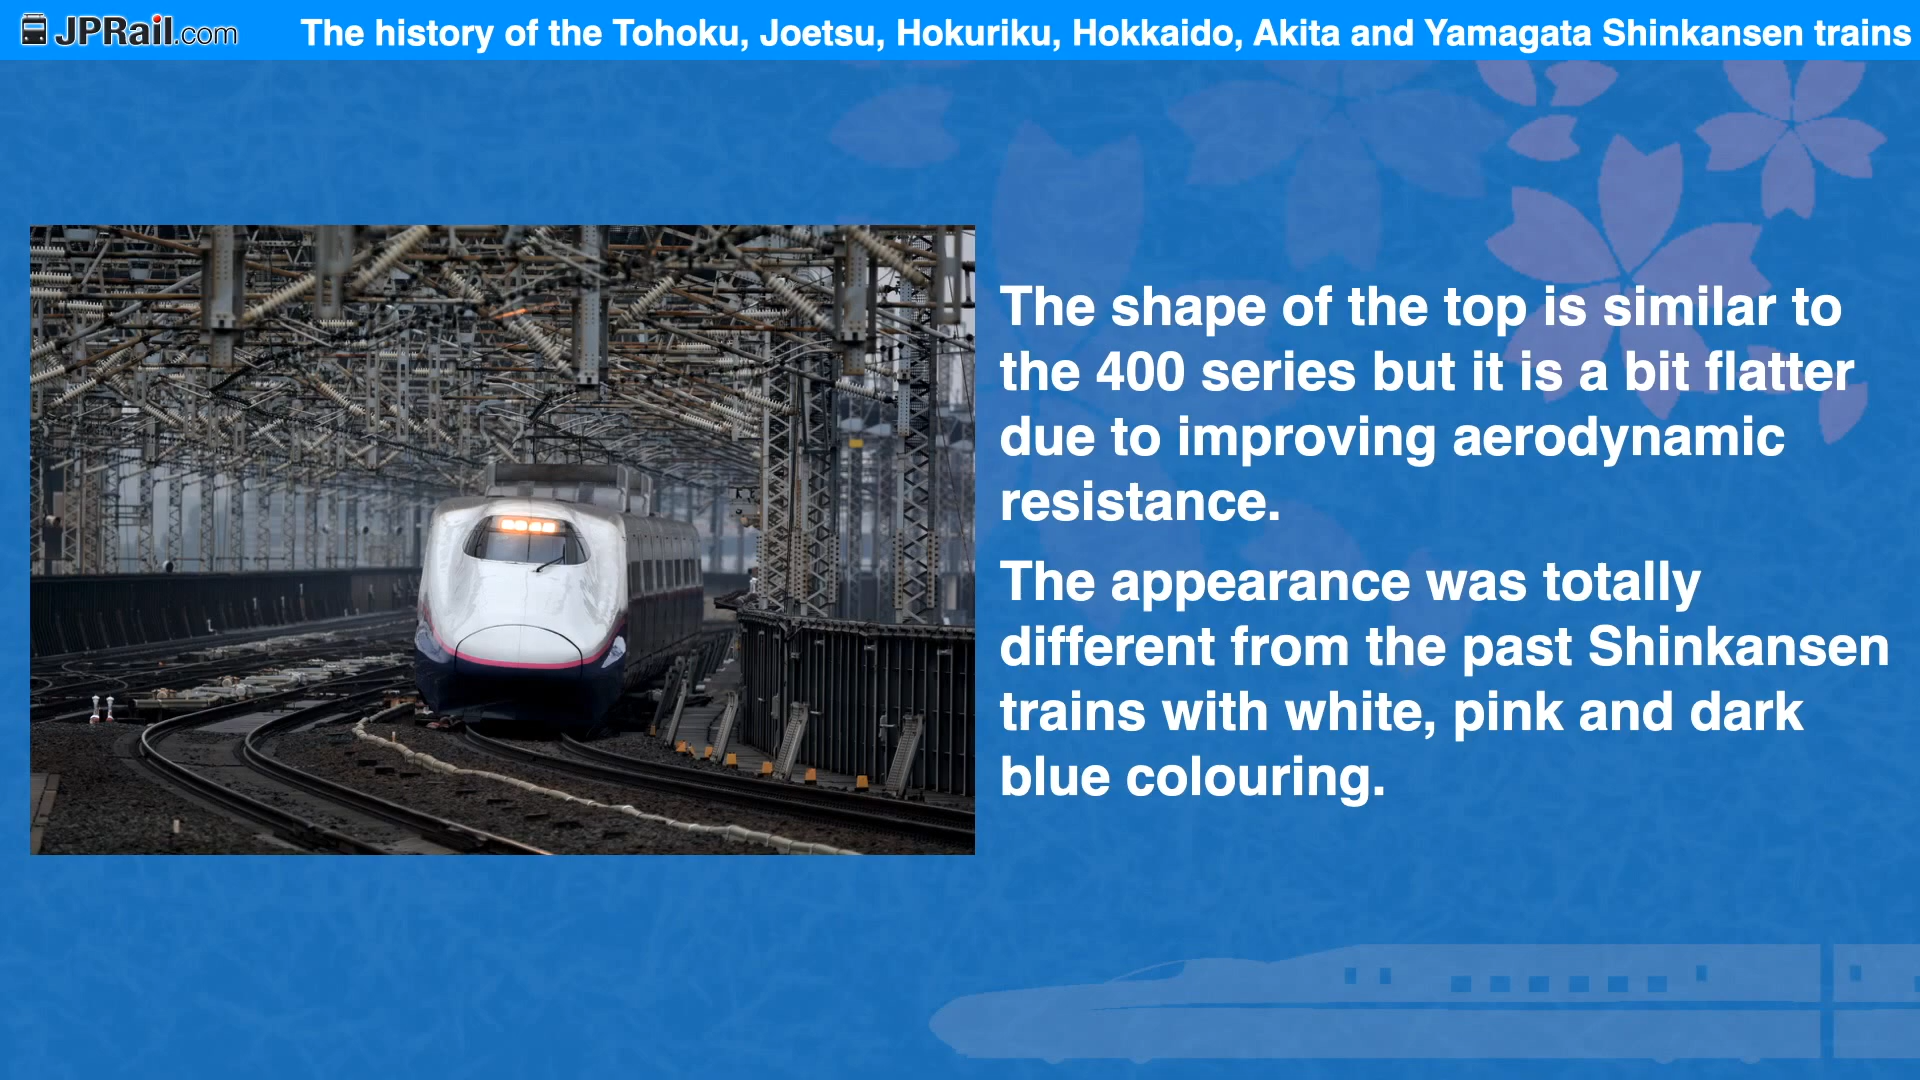 JPRail.com
The history of the Tohoku, Joetsu, Hokuriku, Hokkaido, Akita and Yamagata Shinkansen trains
The shape of the top is similar to
the 400 series but it is a bit flatter
due to improving aerodynamic
resistance.
The appearance was totally
different from the past Shinkansen
trains with white, pink and dark
blue colouring.